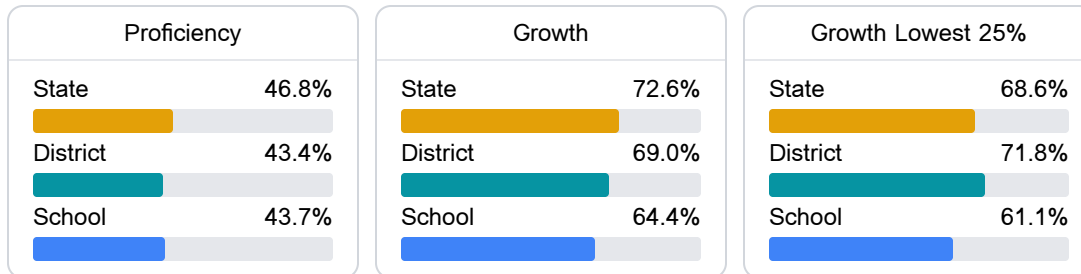 Proficiency
State 46.8%
District 43.4%
School 43.7%
Growth
State 72.6%
District 69.0%
School 64.4%
Growth Lowest 25%
State 68.6%
District 71.8%
School 61.1%